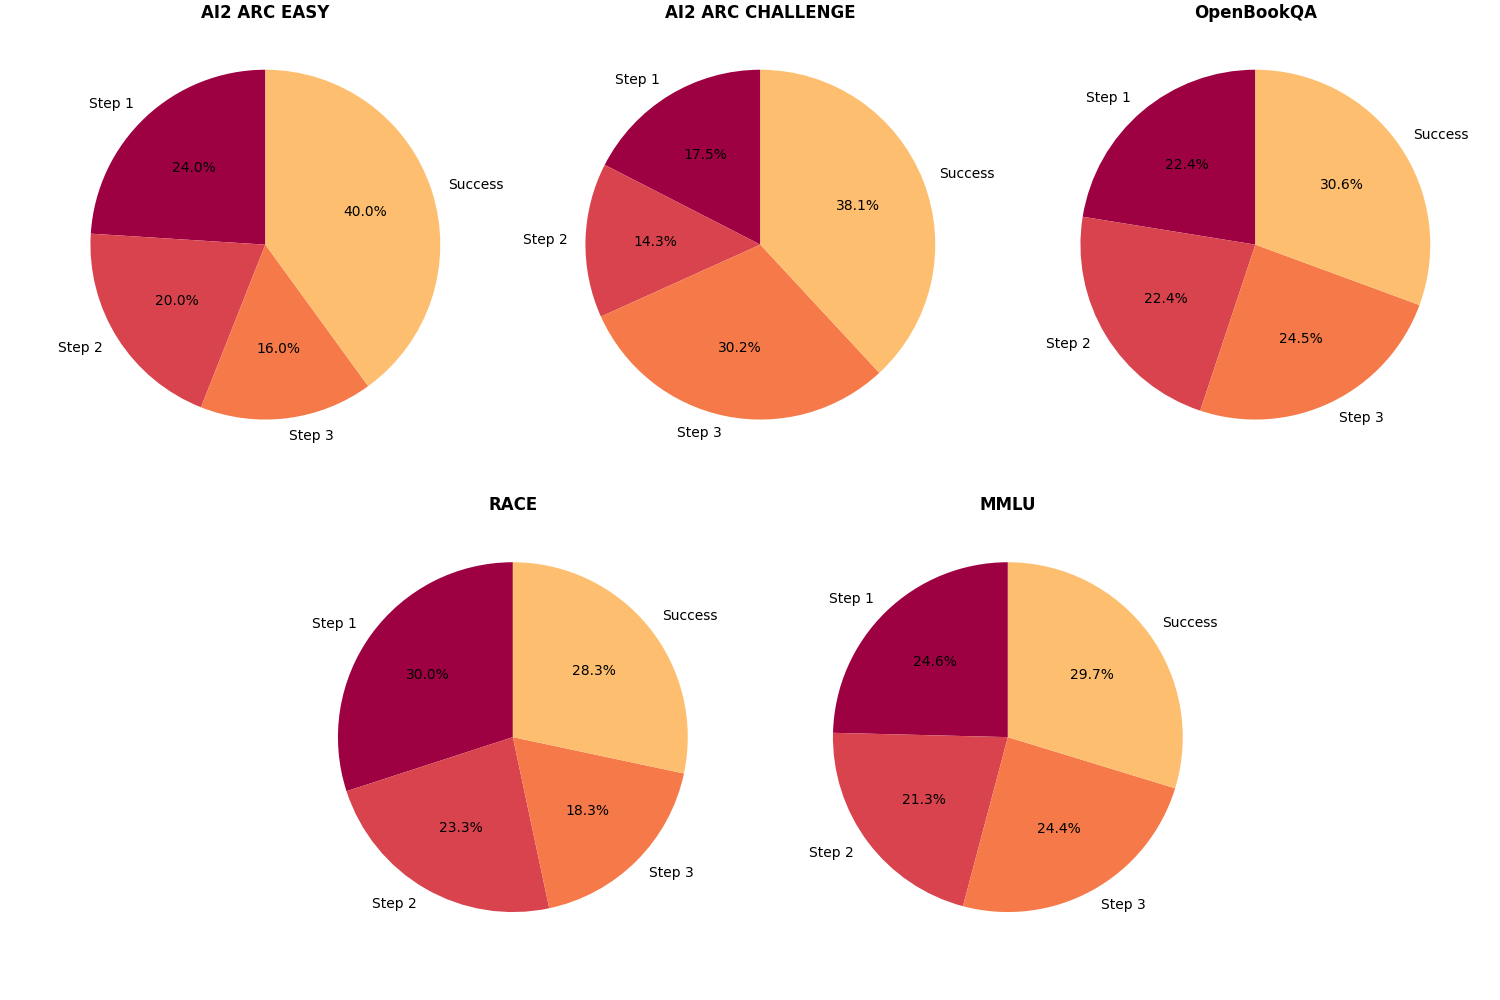 AI2 ARC EASY
Step 1
24.0%
Success
40.0%
Step 2
20.0%
16.0%
Step 3
AI2 ARC CHALLENGE
Step 1
17.5%
Success
38.1%
Step 2
14.3%
30.2%
Step 3
OpenBookQA
Step 1
22.4%
Success
30.6%
Step 2
22.4%
24.5%
Step 3
RACE
Step 1
30.0%
Success
28.3%
Step 2
23.3%
18.3%
Step 3
MMLU
Step 1
24.6%
Success
29.7%
Step 2
21.3%
24.4%
Step 3